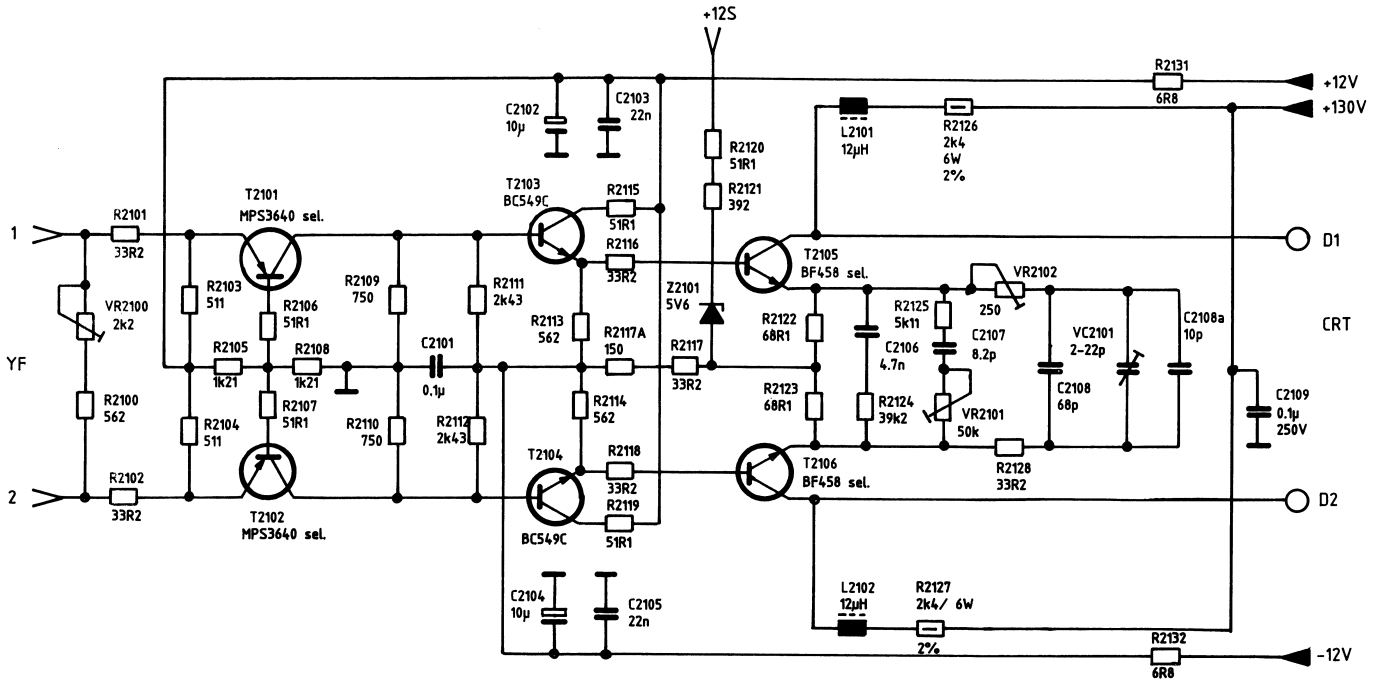 +12S
R2131
6R8
+12V
+130V
C2102
10µ
C2103
22n
L2101
12µH
R2126
2k4
6W
2%
R2120
51R1
R2121
392
T2101
MPS3640 sel.
T2103
BC549C
R2115
51R1
R2116
33R2
1
R2101
33R2
D1
T2105
BF458 sel.
VR2102
250
VR2100
2k2
R2103
511
R2106
51R1
R2109
750
R2111
2k43
Z2101
5V6
R2113
562
R2122
68R1
R2125
5k11
C2107
8.2p
C2106
4.7n
VC2101
2-22p
C2108a
10p
CRT
YF
R2105
1k21
R2108
1k21
C2101
0.1µ
R2117A
150
R2117
33R2
R2100
562
R2104
511
R2107
51R1
R2110
750
R2112
2k43
R2114
562
R2123
68R1
R2124
39k2
VR2101
50k
C2108
68p
C2109
0.1µ
250V
R2128
33R2
2
R2102
33R2
T2102
MPS3640 sel.
T2104
BC549C
R2118
33R2
R2119
51R1
T2106
BF458 sel.
D2
C2104
10µ
C2105
22n
L2102
12µH
R2127
2k4/ 6W
2%
R2132
6R8
-12V